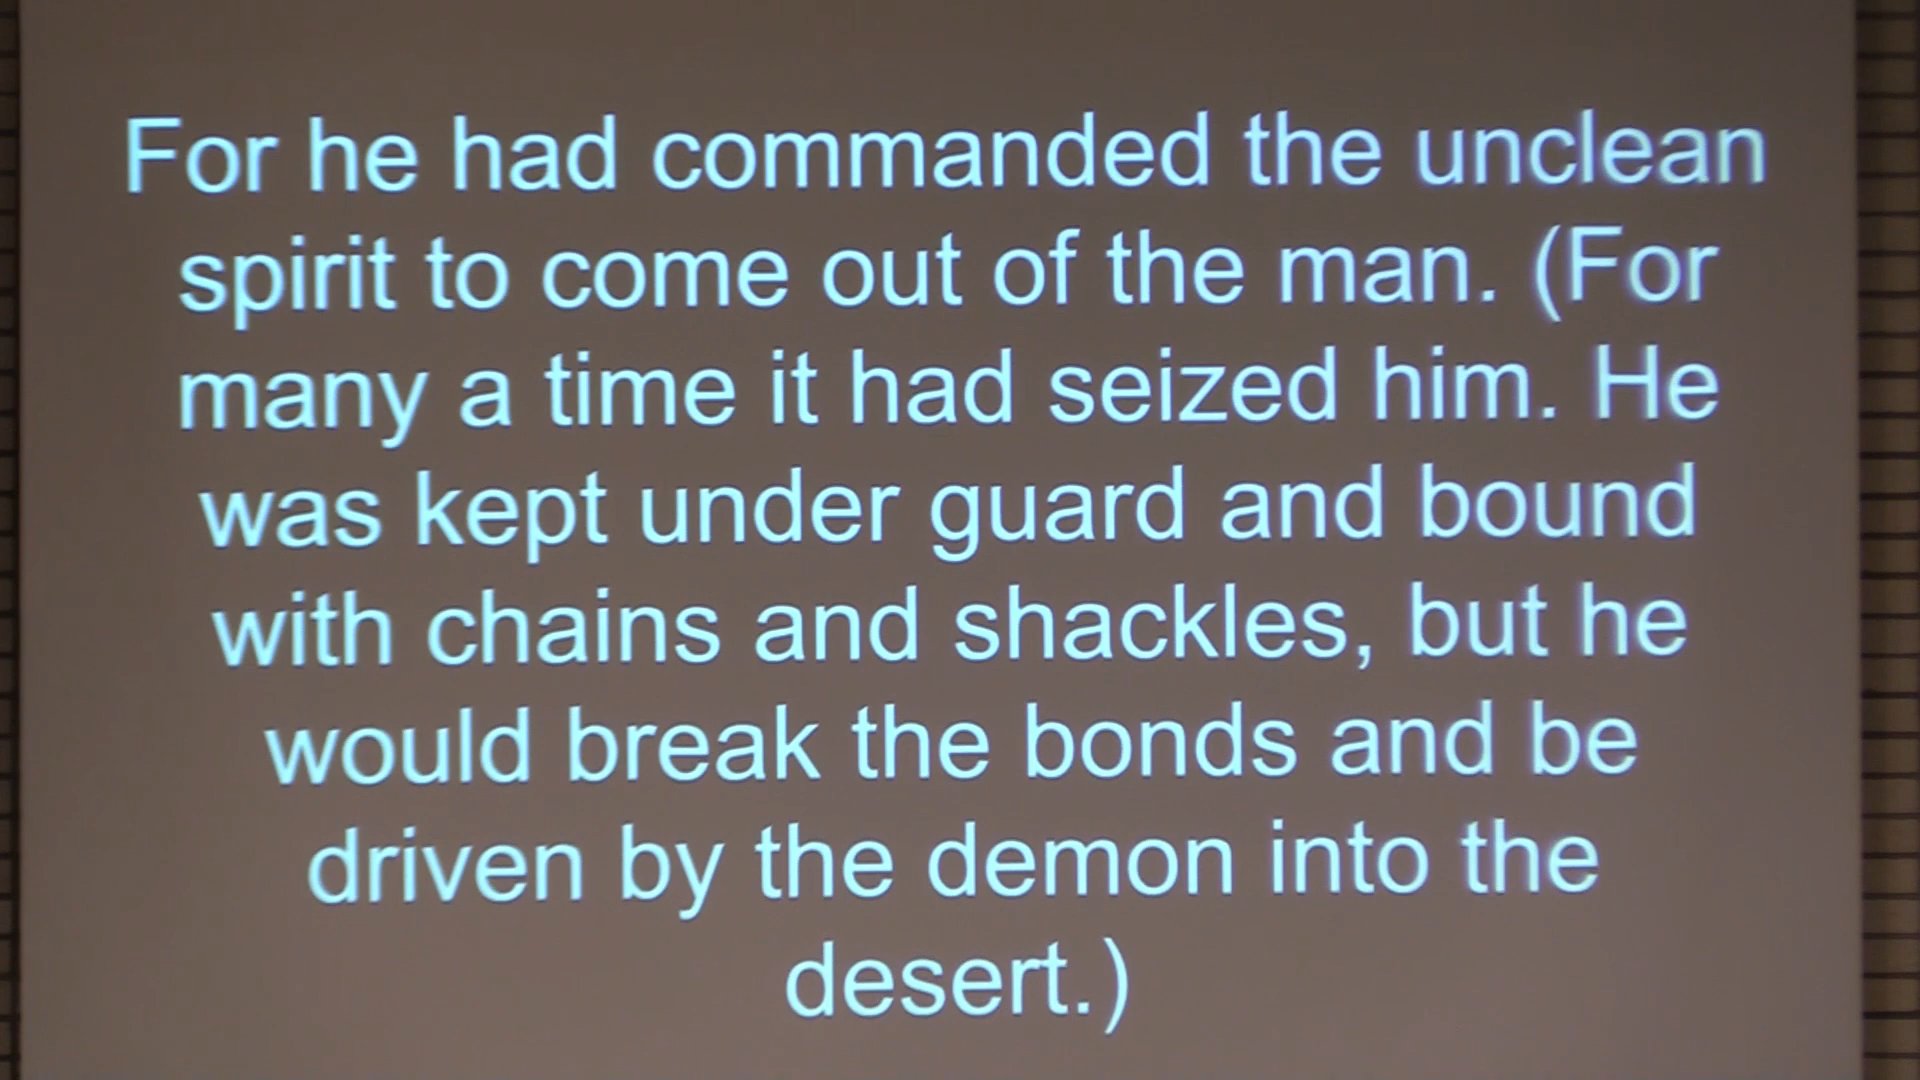 For he had commanded the unclean
spirit to come out of the man. (For
many a time it had seized him. He
was kept under guard and bound
with chains and shackles, but he
would break the bonds and be
driven by the demon into the
desert.)